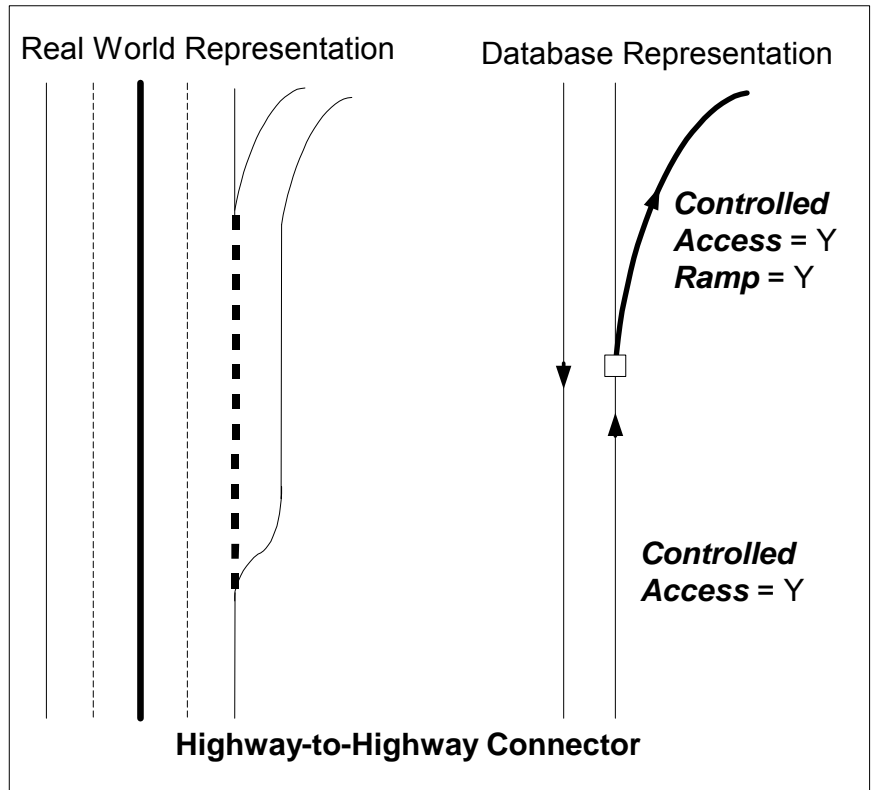 Real World Representation
Database Representation
Controlled
Access = Y
Ramp = Y
Controlled
Access = Y
Highway-to-Highway Connector